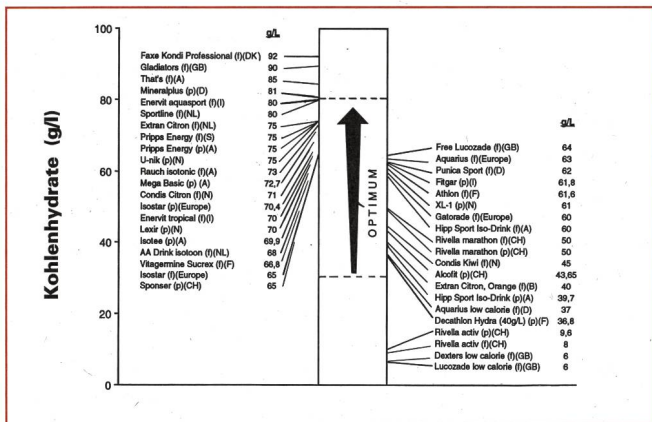 g/L
Faxe Kondi Professional (f)(DK) 92
Gladiators (f)(GB) 90
That's (f)(A) 85
Mineralplus (p)(D) 81
Enervit aquasport (f)(I) 80
Sportline (f)(NL) 80
Extran Citron (f)(NL) 75
Pripps Energy (f)(S) 75
Pripps Energy (p)(A) 75
U-nik (p)(N) 75
Rauch isotonic (f)(A) 73
Mega Basic (p) (A) 72,7
Condis Citron (f)(N) 71
Isostar (p)(Europe) 70,4
Enervit tropical (f)(I) 70
Lexir (p)(N) 70
Isotee (p)(A) 69,9
AA Drink isotoon (f)(NL) 68
Vitagermine Sucrex (f)(F) 66,8
Isostar (f)(Europe) 65
Sponser (p)(CH) 65
Kohlenhydrate (g/l)
100
80
60
40
20
0
OPTIMUM
g/L
Free Lucozade (f)(GB) 64
Aquarius (f)(Europe) 63
Punica Sport (f)(D) 62
Fitgar (p)(I) 61,8
Athlon (f)(F) 61,6
XL-1 (p)(N) 61
Gatorade (f)(Europe) 60
Hipp Sport Iso-Drink (f)(A) 60
Rivella marathon (f)(CH) 50
Rivella marathon (p)(CH) 50
Condis Kiwi (f)(N) 45
Alcofit (p)(CH) 43,65
Extran Citron, Orange (f)(B) 40
Hipp Sport Iso-Drink (p)(A) 39,7
Aquarius low calorie (f)(D) 37
Decathlon Hydra (40g/L) (p)(F) 36,8
Rivella activ (p)(CH) 9,6
Rivella activ (f)(CH) 8
Dexters low calorie (f)(GB) 6
Lucozade low calorie (f)(GB) 6